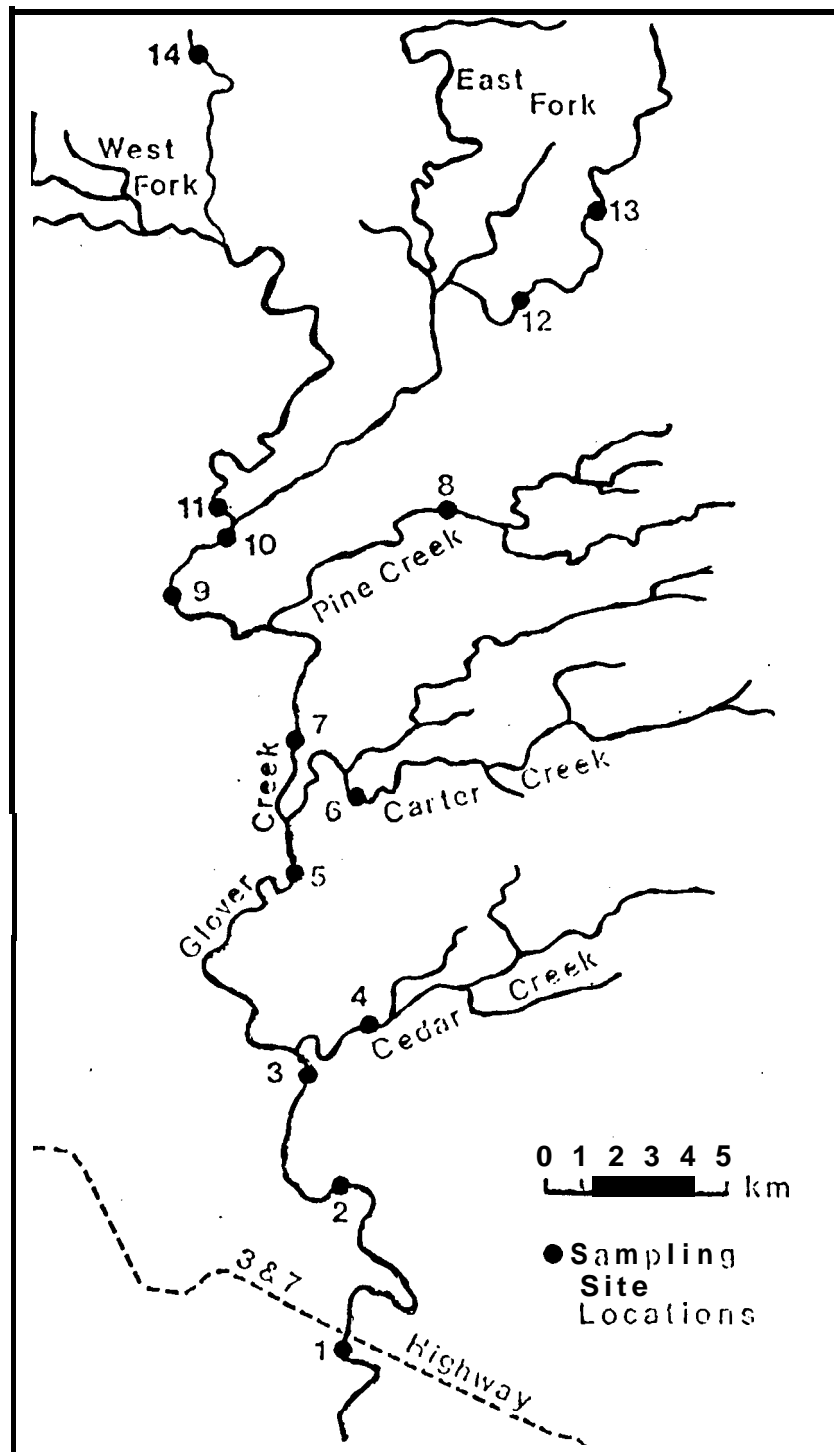 14
East
Fork
West
Fork
13
12
8
11
10
Pine Creek
9
7
Creek
6
Carter Creek
5
Glover
4
Cedar Creek
3
0 1 2 3 4 5
km
2
Sampling
Site
Locations
3 & 7
1
Highway